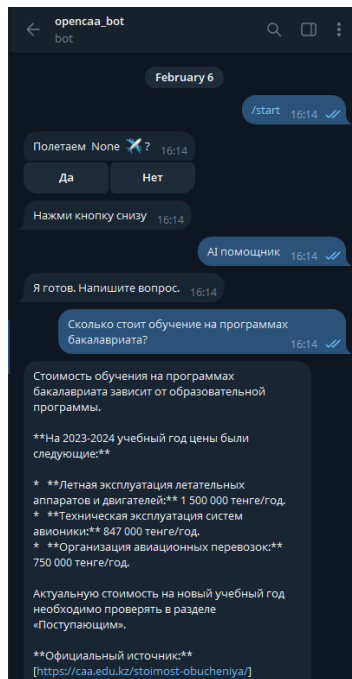 opencaa_bot
bot
February 6
/start 16:14
Полетаем None ✈️ ? 16:14
Да Нет
Нажми кнопку снизу 16:14
AI помощник 16:14
Я готов. Напишите вопрос. 16:14
Сколько стоит обучение на программах
бакалавриата? 16:14
Стоимость обучения на программах
бакалавриата зависит от образовательной
программы.
**На 2023-2024 учебный год цены были
следующие:**
* **Летная эксплуатация летательных
аппаратов и двигателей:** 1 500 000 тенге/год.
* **Техническая эксплуатация систем
авионики:** 847 000 тенге/год.
* **Организация авиационных перевозок:**
750 000 тенге/год.
Актуальную стоимость на новый учебный год
необходимо проверять в разделе
«Поступающим».
**Официальный источник:**
[https://caa.edu.kz/stoimost-obucheniya/]